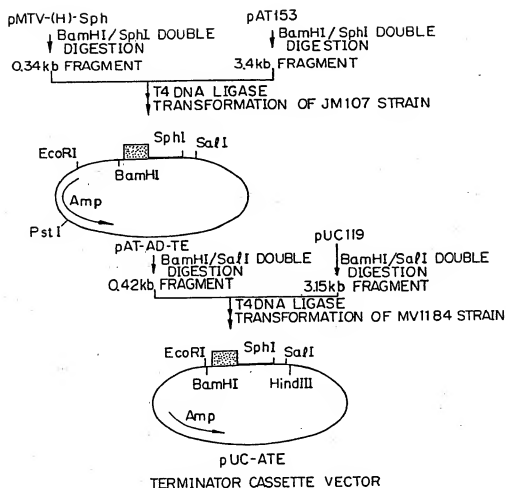 pMTV-(H)-Sph pAT153
BamHI/SphI DOUBLE DIGESTION BamHI/SphI DOUBLE DIGESTION
0.34kb FRAGMENT 3.4kb FRAGMENT
T4 DNA LIGASE
TRANSFORMATION OF JM107 STRAIN
EcoRI SphI SalI
BamHI
Amp
PstI
pAT-AD-TE pUC119
BamHI/SalI DOUBLE DIGESTION BamHI/SalI DOUBLE DIGESTION
0.42kb FRAGMENT 3.15kb FRAGMENT
T4 DNA LIGASE
TRANSFORMATION OF MV1184 STRAIN
EcoRI SphI SalI
BamHI HindIII
Amp
pUC-ATE
TERMINATOR CASSETTE VECTOR